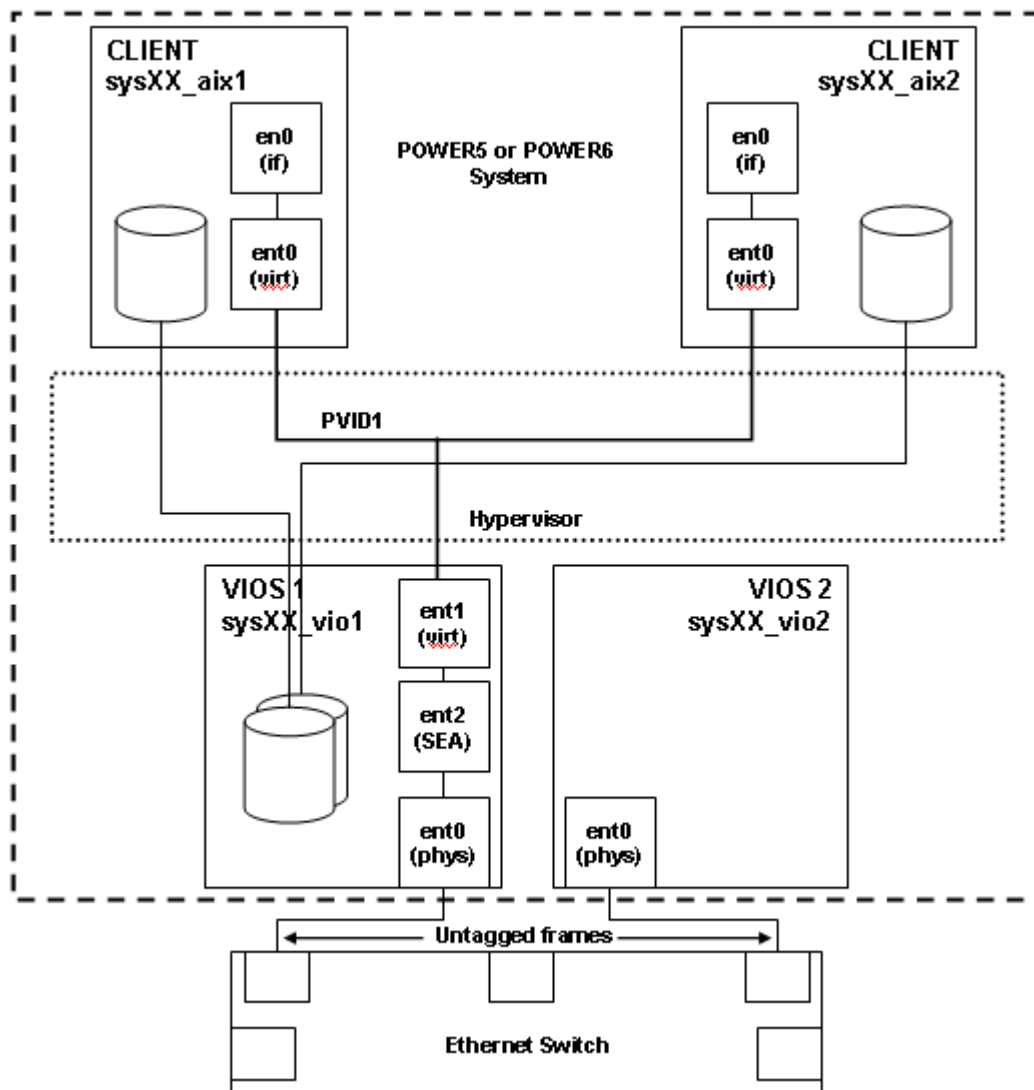 CLIENT
sysXX_aix1
CLIENT
sysXX_aix2
en0
(if)
POWER5 or POWER6
System
en0
(if)
ent0
(virt)
ent0
(virt)
PVID1
Hypervisor
VIOS 1
sysXX_vio1
ent1
(virt)
VIOS 2
sysXX_vio2
ent2
(SEA)
ent0
(phys)
ent0
(phys)
Untagged frames
Ethernet Switch